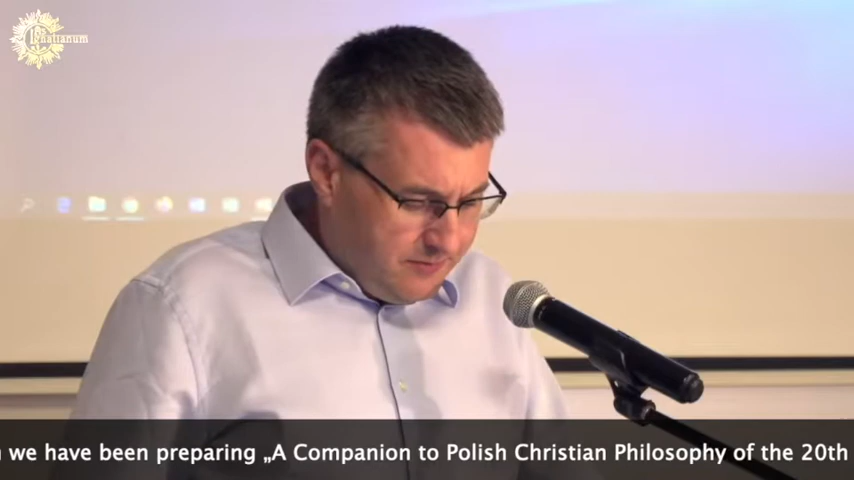 Ignatianum
we have been preparing „A Companion to Polish Christian Philosophy of the 20th